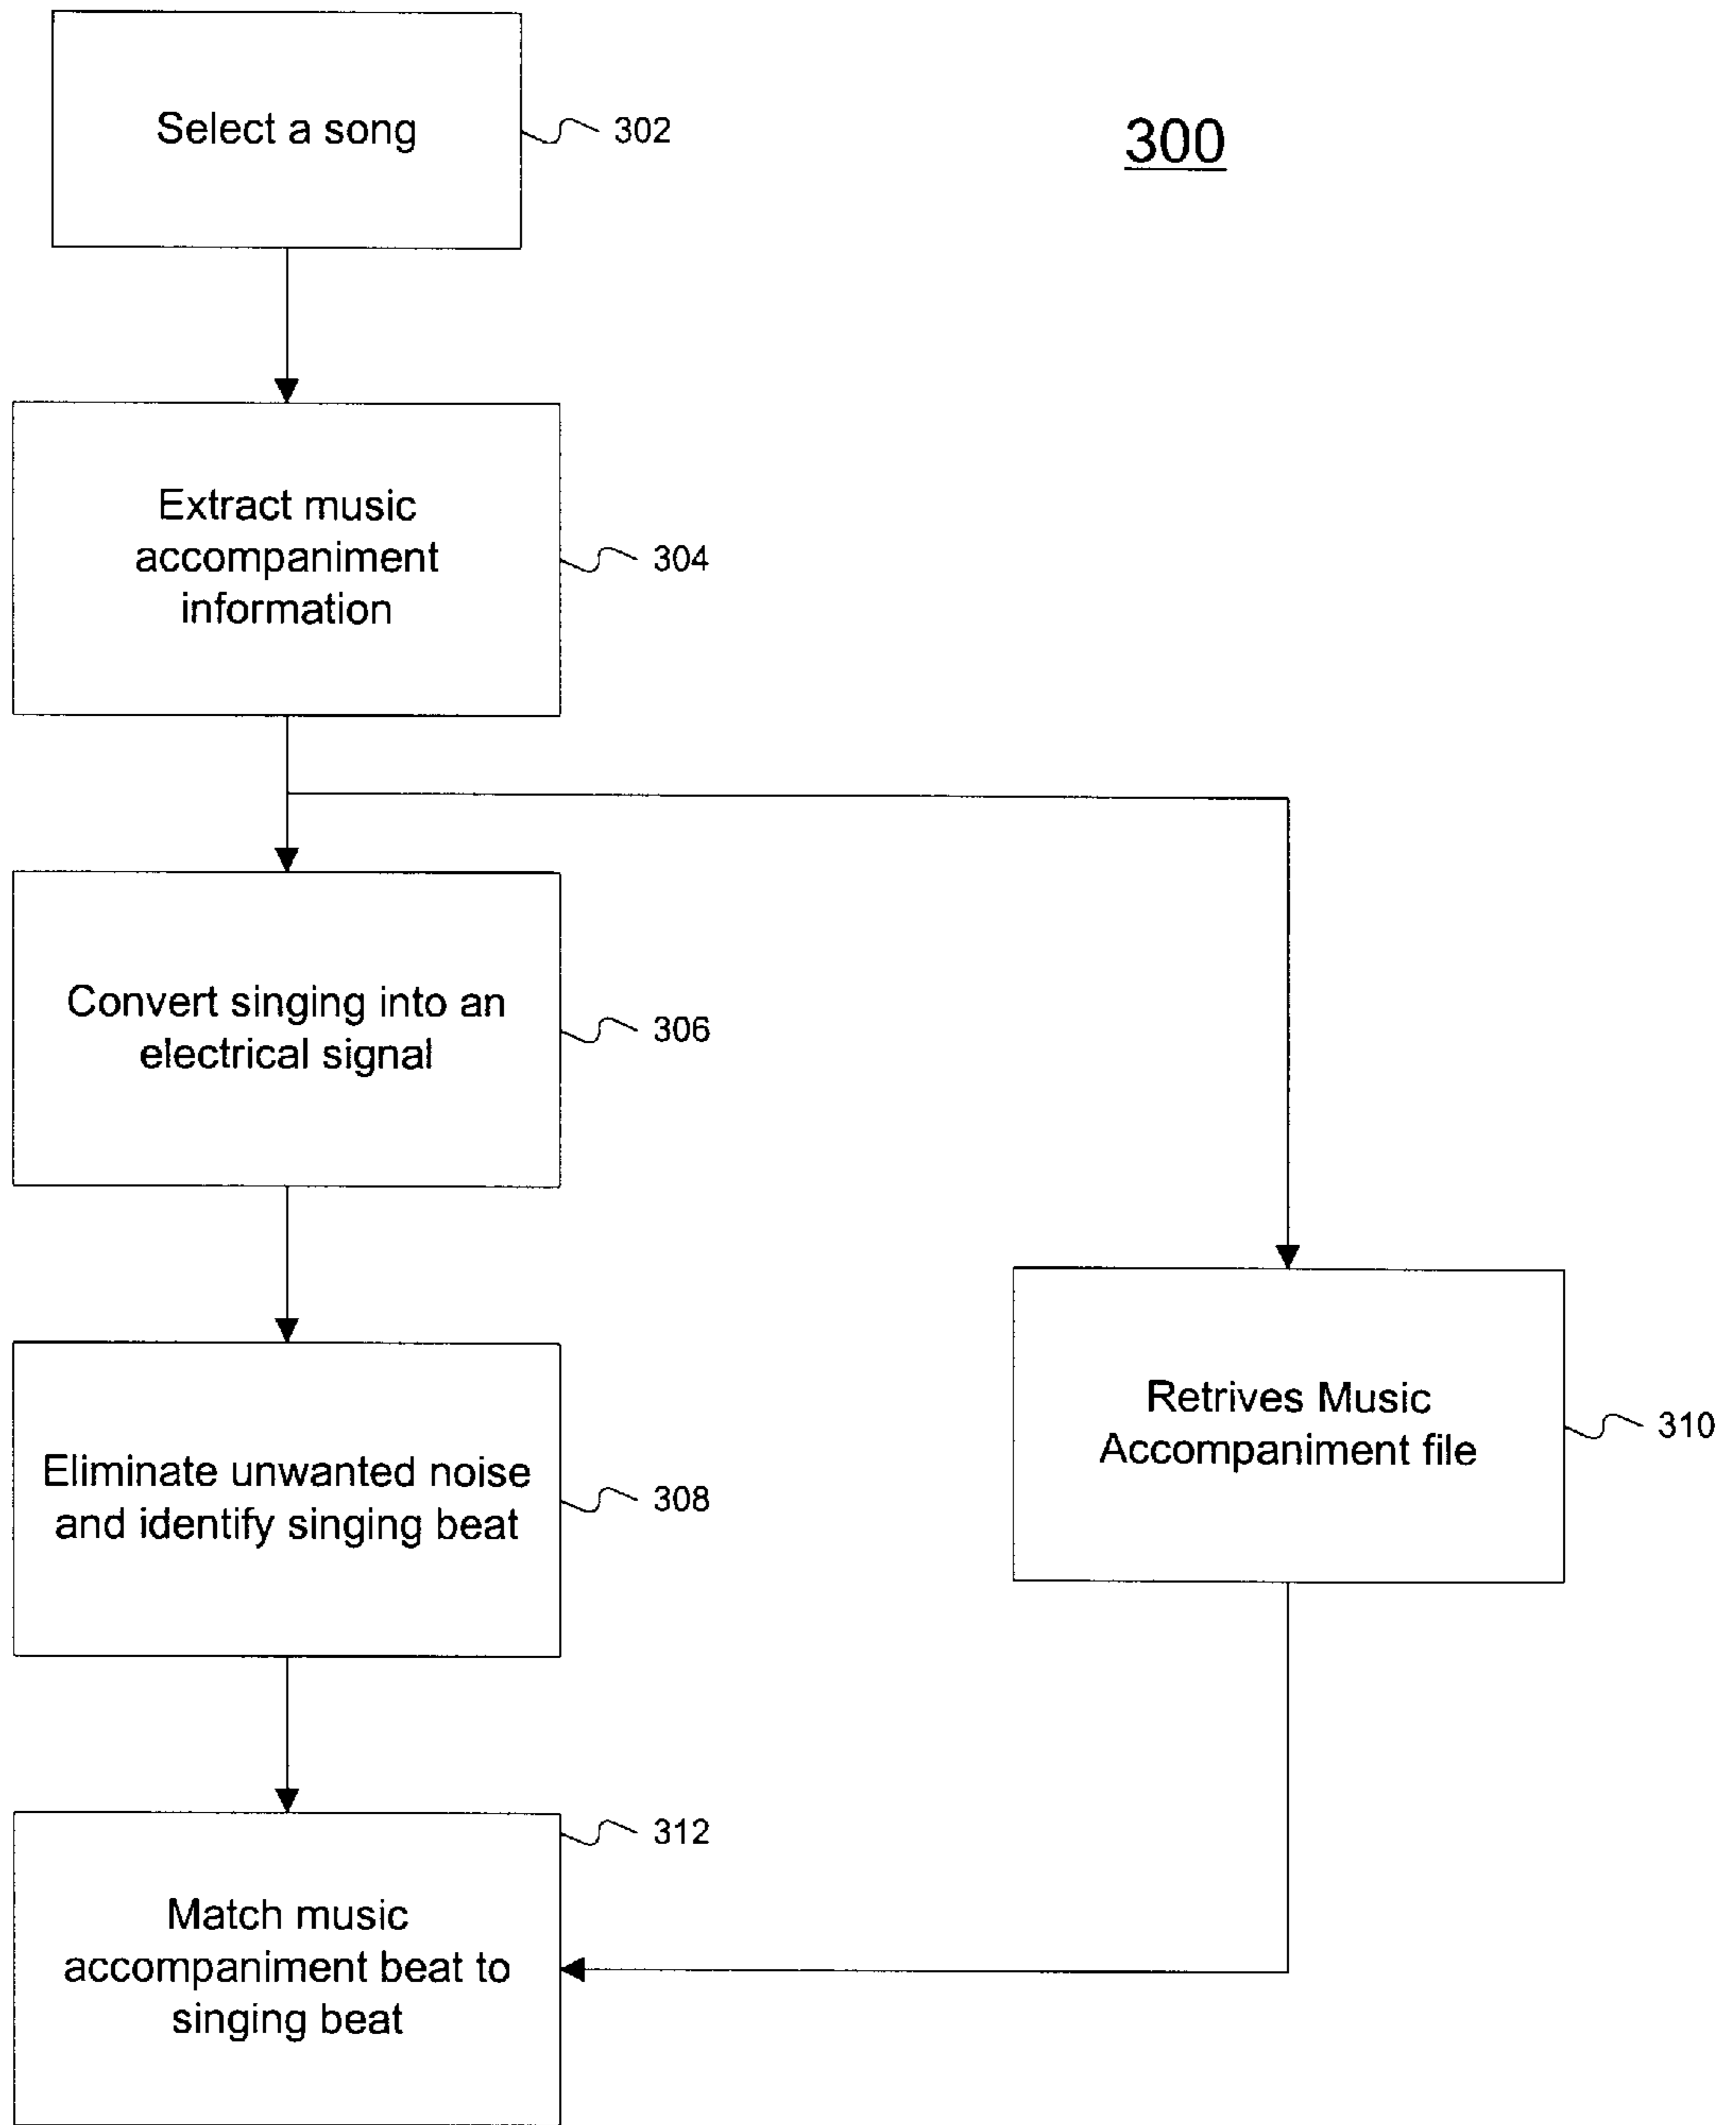 Select a song
302
300
Extract music
accompaniment
information
304
Convert singing into an
electrical signal
306
Eliminate unwanted noise
and identify singing beat
308
Retrives Music
Accompaniment file
310
312
Match music
accompaniment beat to
singing beat